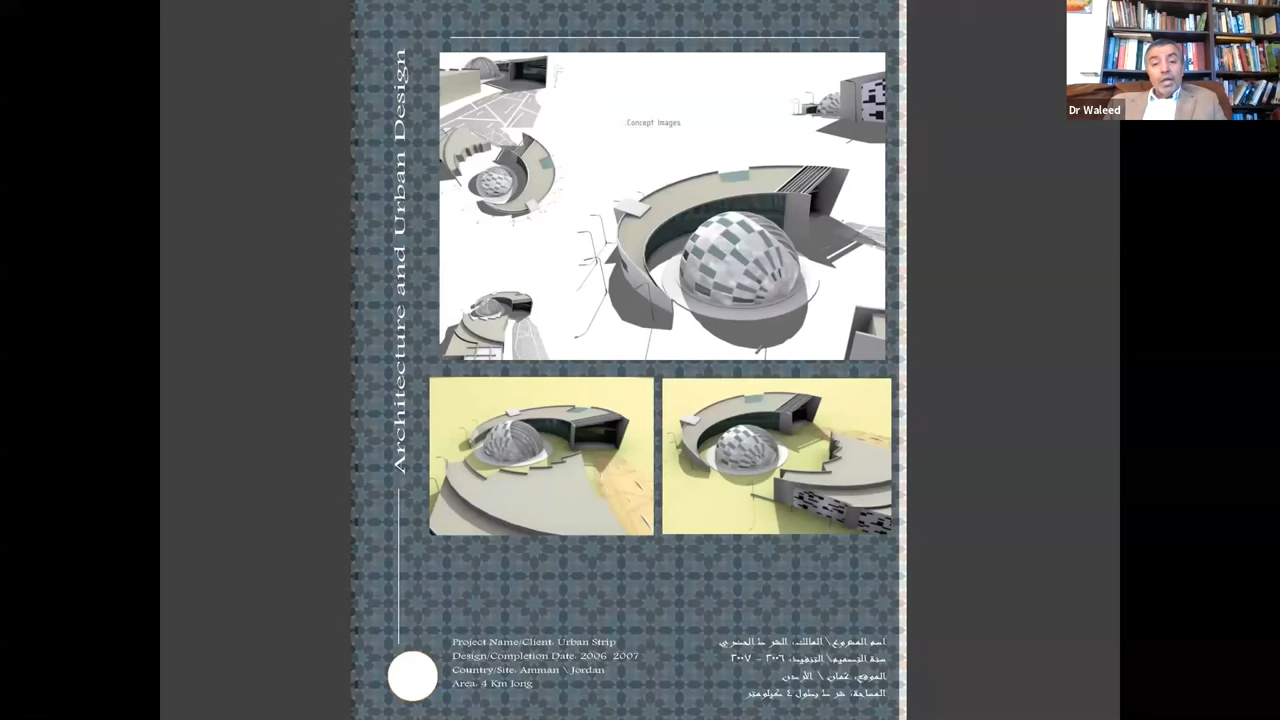 Architecture and Urban Design
Concept Images
Dr Waleed
Project Name/Client: Urban Strip
Design/Completion Date: 2006 2007
Country/Site: Amman \ Jordan
Area: 4 Km long
اسم المشروع\ المالك: الشريط الحضري
سنة التصميم\ التنفيذ: ٢٠٠٦ - ٢٠٠٧
الموقع: عمان \ الأردن
المساحة: شريط بطول ٤ كيلومتر